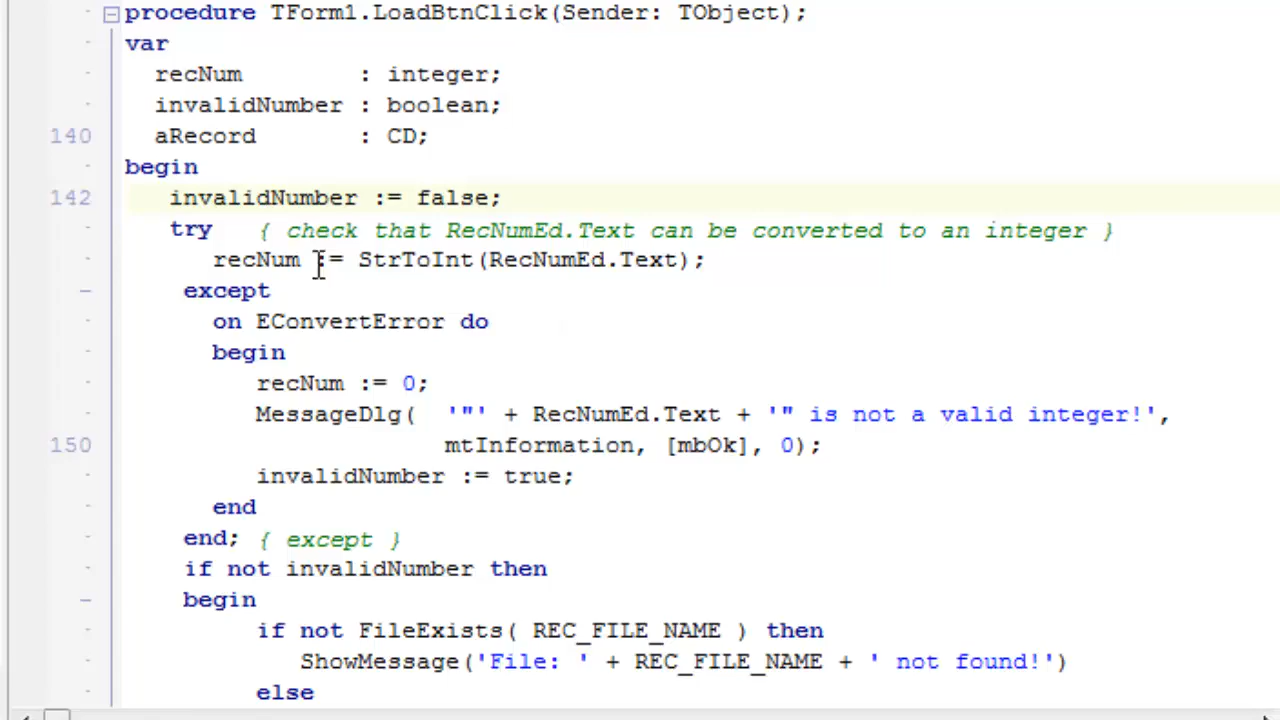 procedure TForm1.LoadBtnClick(Sender: TObject);
var
recNum : integer;
invalidNumber : boolean;
140 aRecord : CD;
begin
142 invalidNumber := false;
try { check that RecNumEd.Text can be converted to an integer }
recNum := StrToInt(RecNumEd.Text);
except
on EConvertError do
begin
recNum := 0;
MessageDlg( '"' + RecNumEd.Text + '" is not a valid integer!',
150 mtInformation, [mbOk], 0);
invalidNumber := true;
end
end; { except }
if not invalidNumber then
begin
if not FileExists( REC_FILE_NAME ) then
ShowMessage('File: ' + REC_FILE_NAME + ' not found!')
else